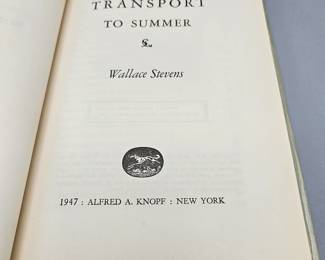 TRANSPORT
TO SUMMER
Wallace Stevens
1947 : ALFRED A. KNOPF : NEW YORK